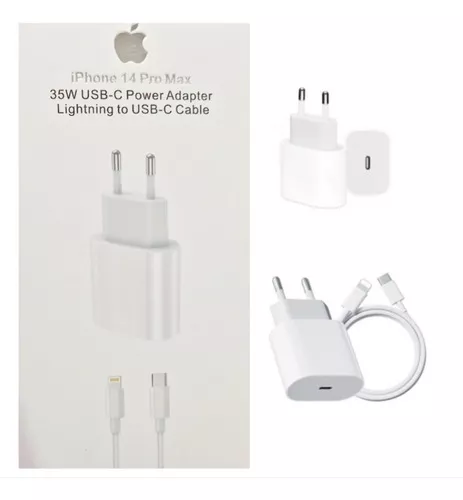 iPhone 14 Pro Max
35W USB-C Power Adapter
Lightning to USB-C Cable